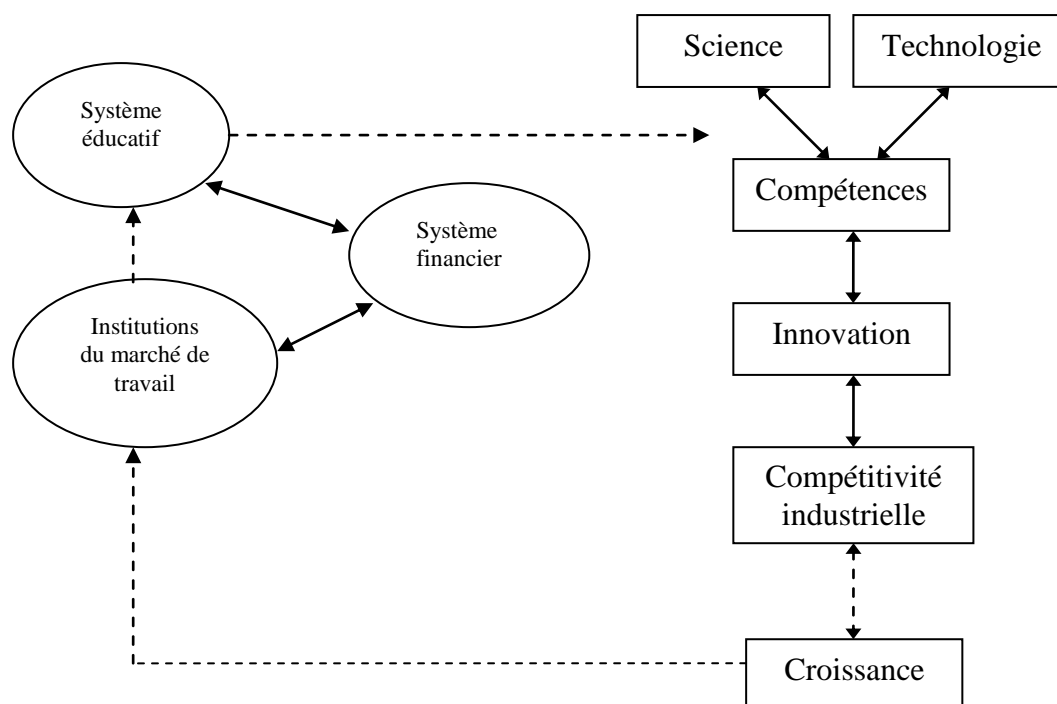 Science
Technologie
Système
éducatif
Compétences
Système
financier
Institutions
du marché de
travail
Innovation
Compétitivité
industrielle
Croissance